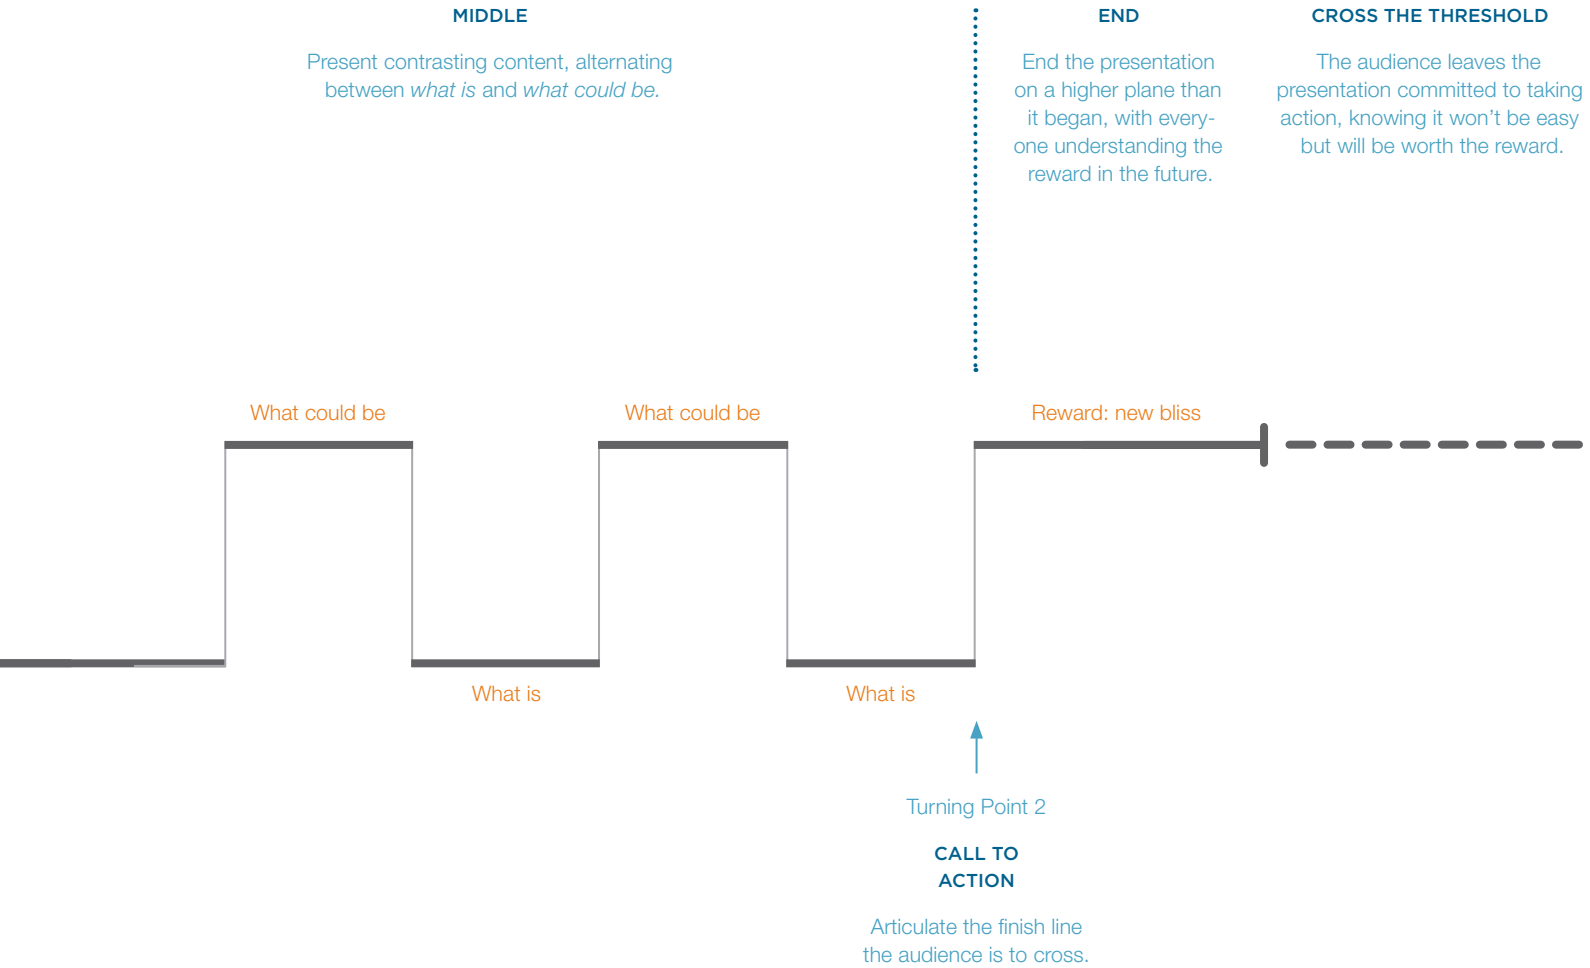 MIDDLE
Present contrasting content, alternating
between what is and what could be.
END
End the presentation
on a higher plane than
it began, with every-
one understanding the
reward in the future.
CROSS THE THRESHOLD
The audience leaves the
presentation committed to taking
action, knowing it won’t be easy
but will be worth the reward.
What could be
What could be
Reward: new bliss
What is
What is
Turning Point 2
CALL TO
ACTION
Articulate the finish line
the audience is to cross.